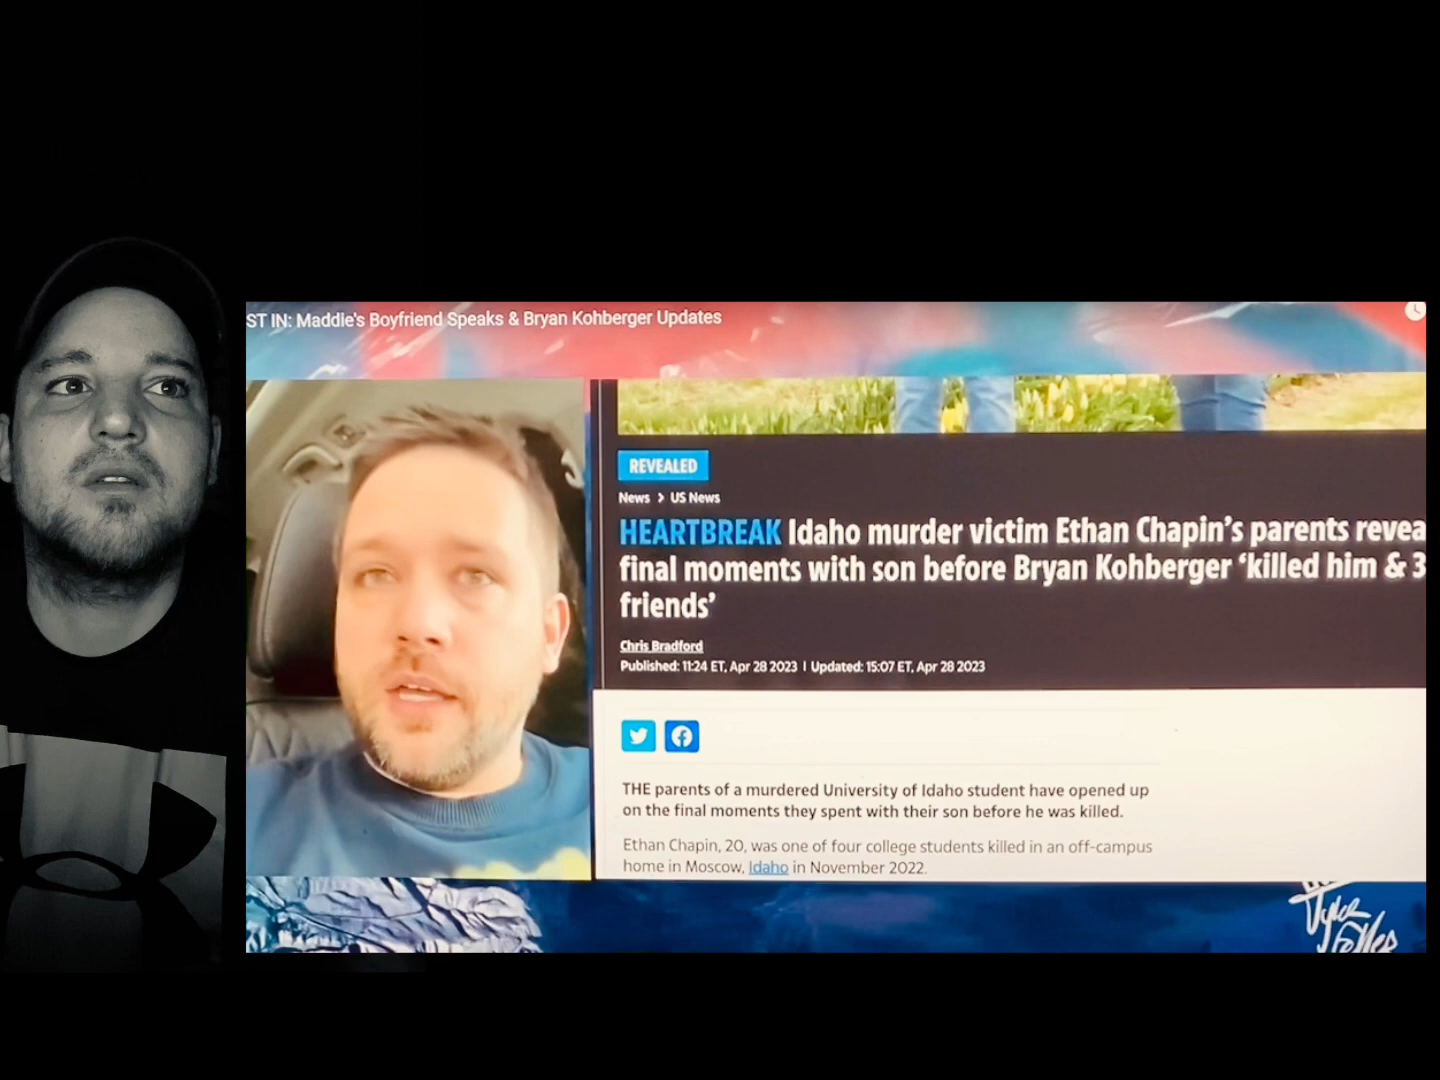 ST IN: Maddie's Boyfriend Speaks & Bryan Kohberger Updates
REVEALED
News > US News
HEARTBREAK Idaho murder victim Ethan Chapin's parents revea
final moments with son before Bryan Kohberger 'killed him & 3
friends'
Chris Bradford
Published: 11:24 ET, Apr 28 2023 | Updated: 15:07 ET, Apr 28 2023
THE parents of a murdered University of Idaho student have opened up
on the final moments they spent with their son before he was killed.
Ethan Chapin, 20, was one of four college students killed in an off-campus
home in Moscow, Idaho in November 2022.